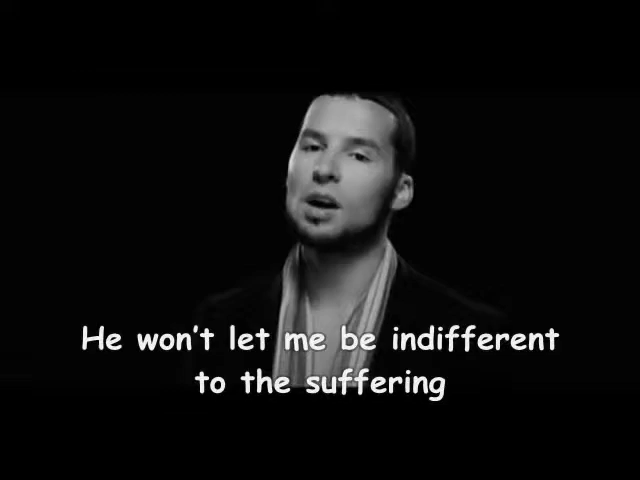 He won't let me be indifferent
to the suffering